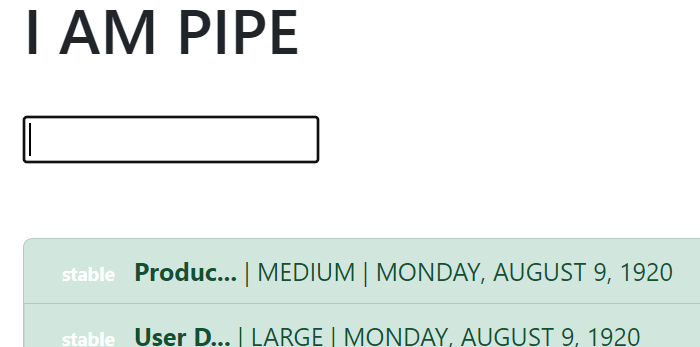 I AM PIPE
stable Produc... | MEDIUM | MONDAY, AUGUST 9, 1920
stable User D... | LARGE | MONDAY, AUGUST 9, 1920